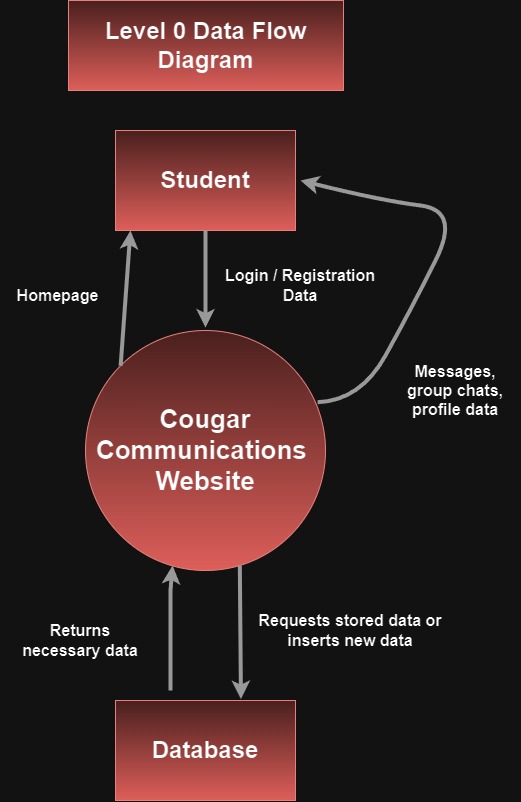 Level 0 Data Flow
Diagram
Student
Homepage
Login / Registration
Data
Messages,
group chats,
profile data
Cougar
Communications
Website
Returns
necessary data
Requests stored data or
inserts new data
Database